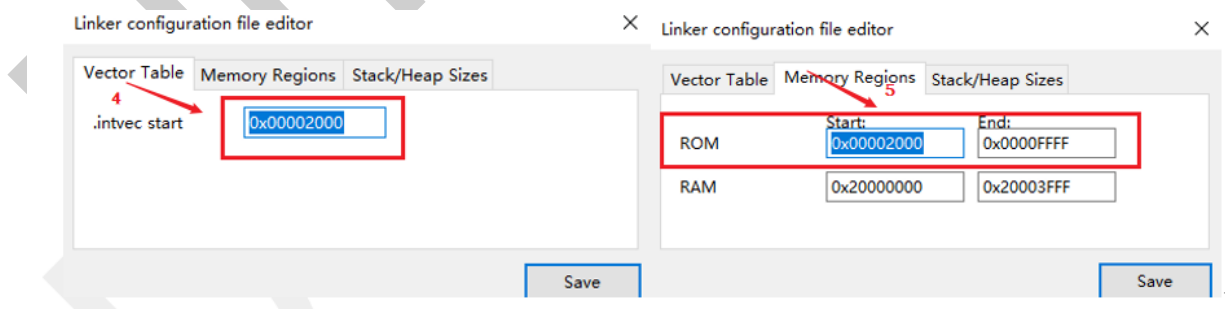 Linker configuration file editor
Vector Table Memory Regions Stack/Heap Sizes
4
.intvec start 0x00002000
Save
Linker configuration file editor
Vector Table Memory Regions Stack/Heap Sizes
5
Start: End:
ROM 0x00002000 0x0000FFFF
RAM 0x20000000 0x20003FFF
Save